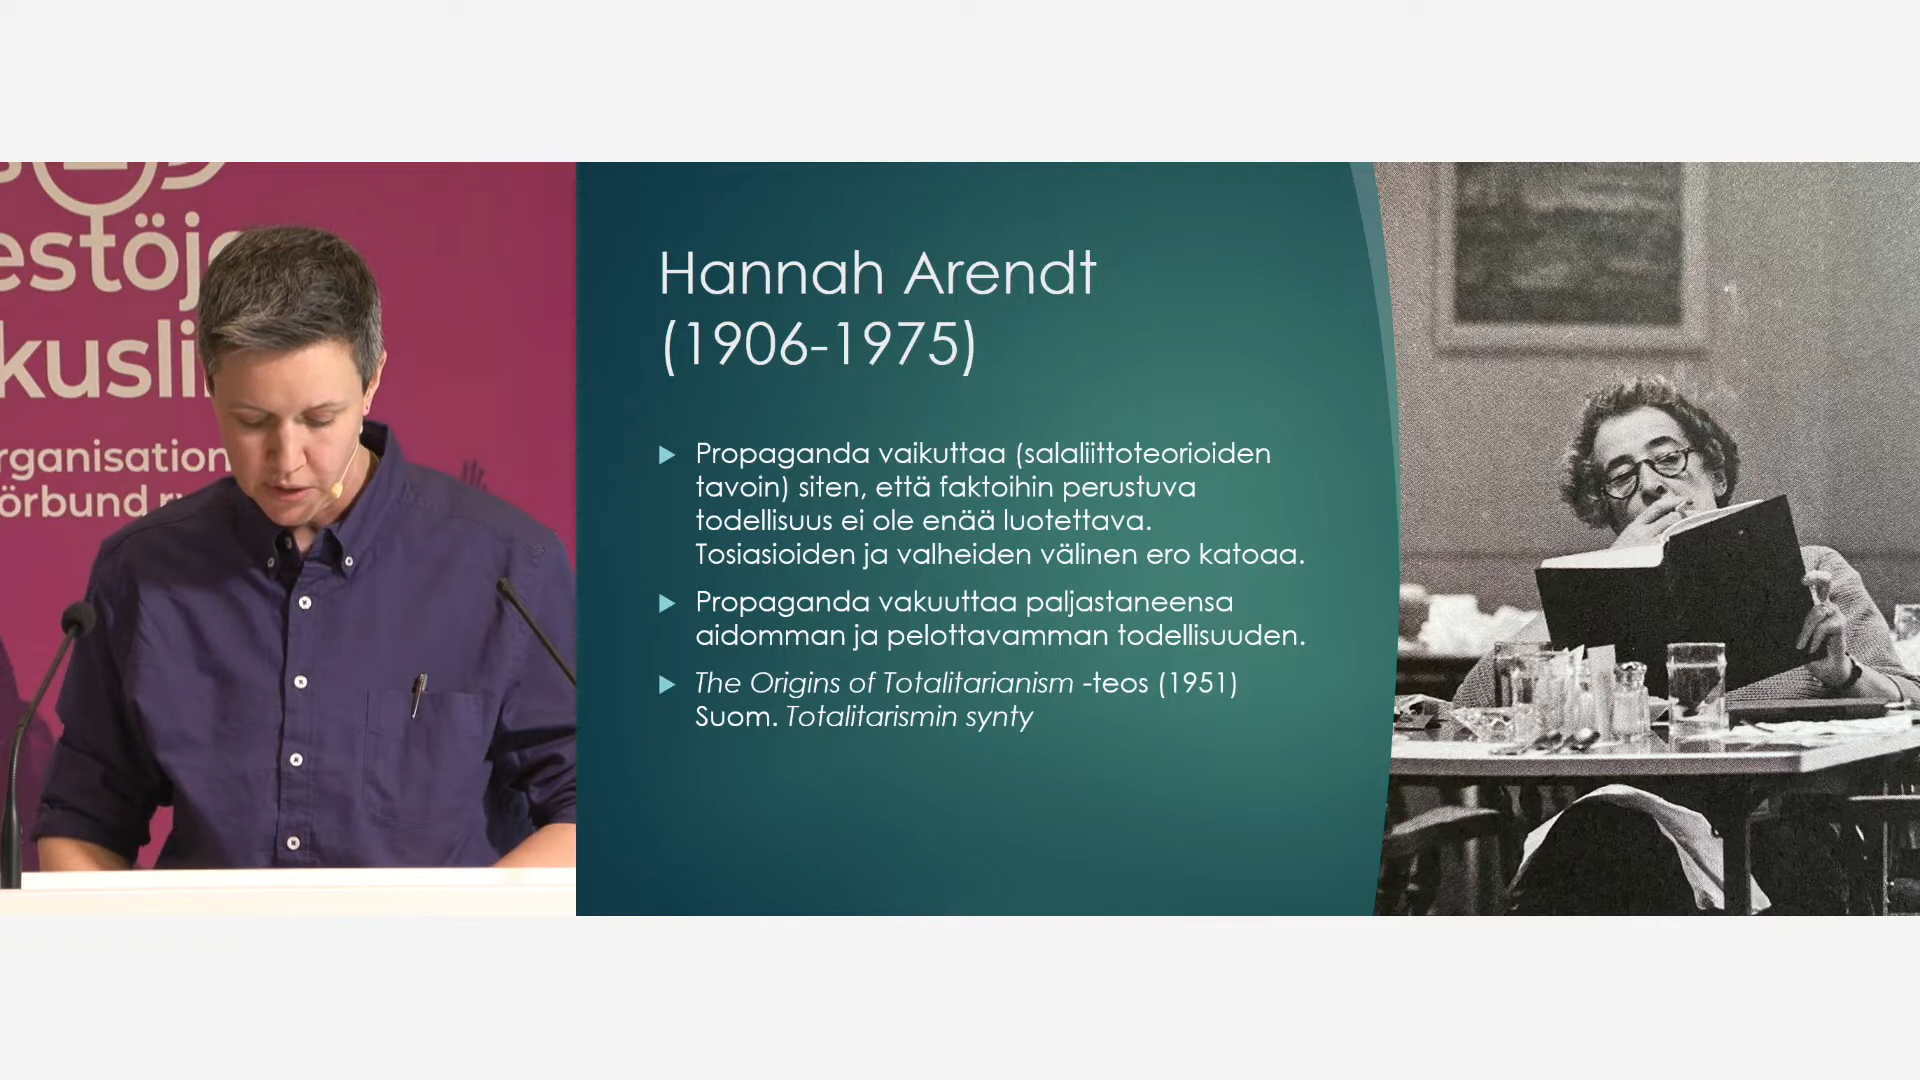 estöj
kusli
rganisation
örbund r
Hannah Arendt
(1906-1975)
Propaganda vaikuttaa (salaliittoteorioiden
tavoin) siten, että faktoihin perustuva
todellisuus ei ole enää luotettava.
Tosiasioiden ja valheiden välinen ero katoaa.
Propaganda vakuuttaa paljastaneensa
aidomman ja pelottavamman todellisuuden.
The Origins of Totalitarianism -teos (1951)
Suom. Totalitarismin synty